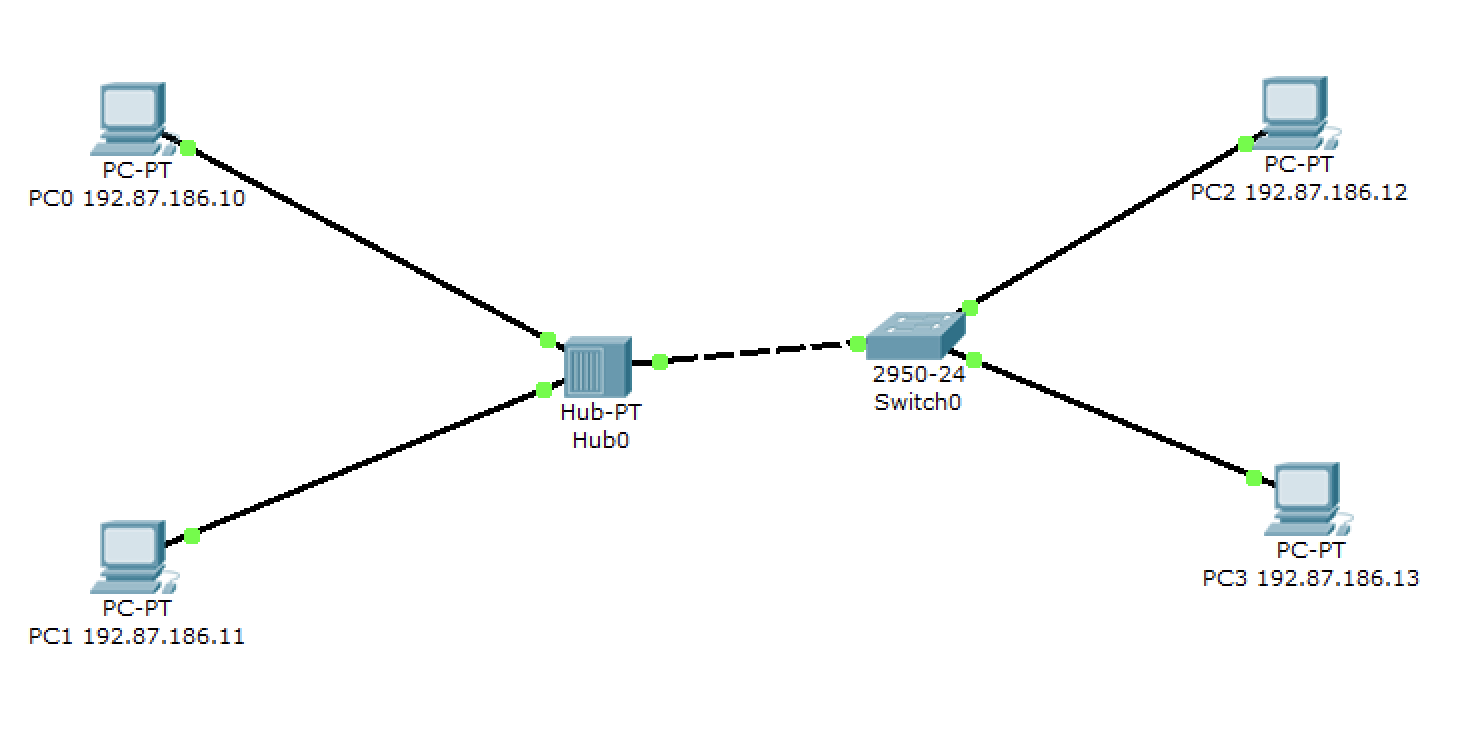 PC-PT
PC0 192.87.186.10
PC-PT
PC2 192.87.186.12
2950-24
Switch0
Hub-PT
Hub0
PC-PT
PC3 192.87.186.13
PC-PT
PC1 192.87.186.11